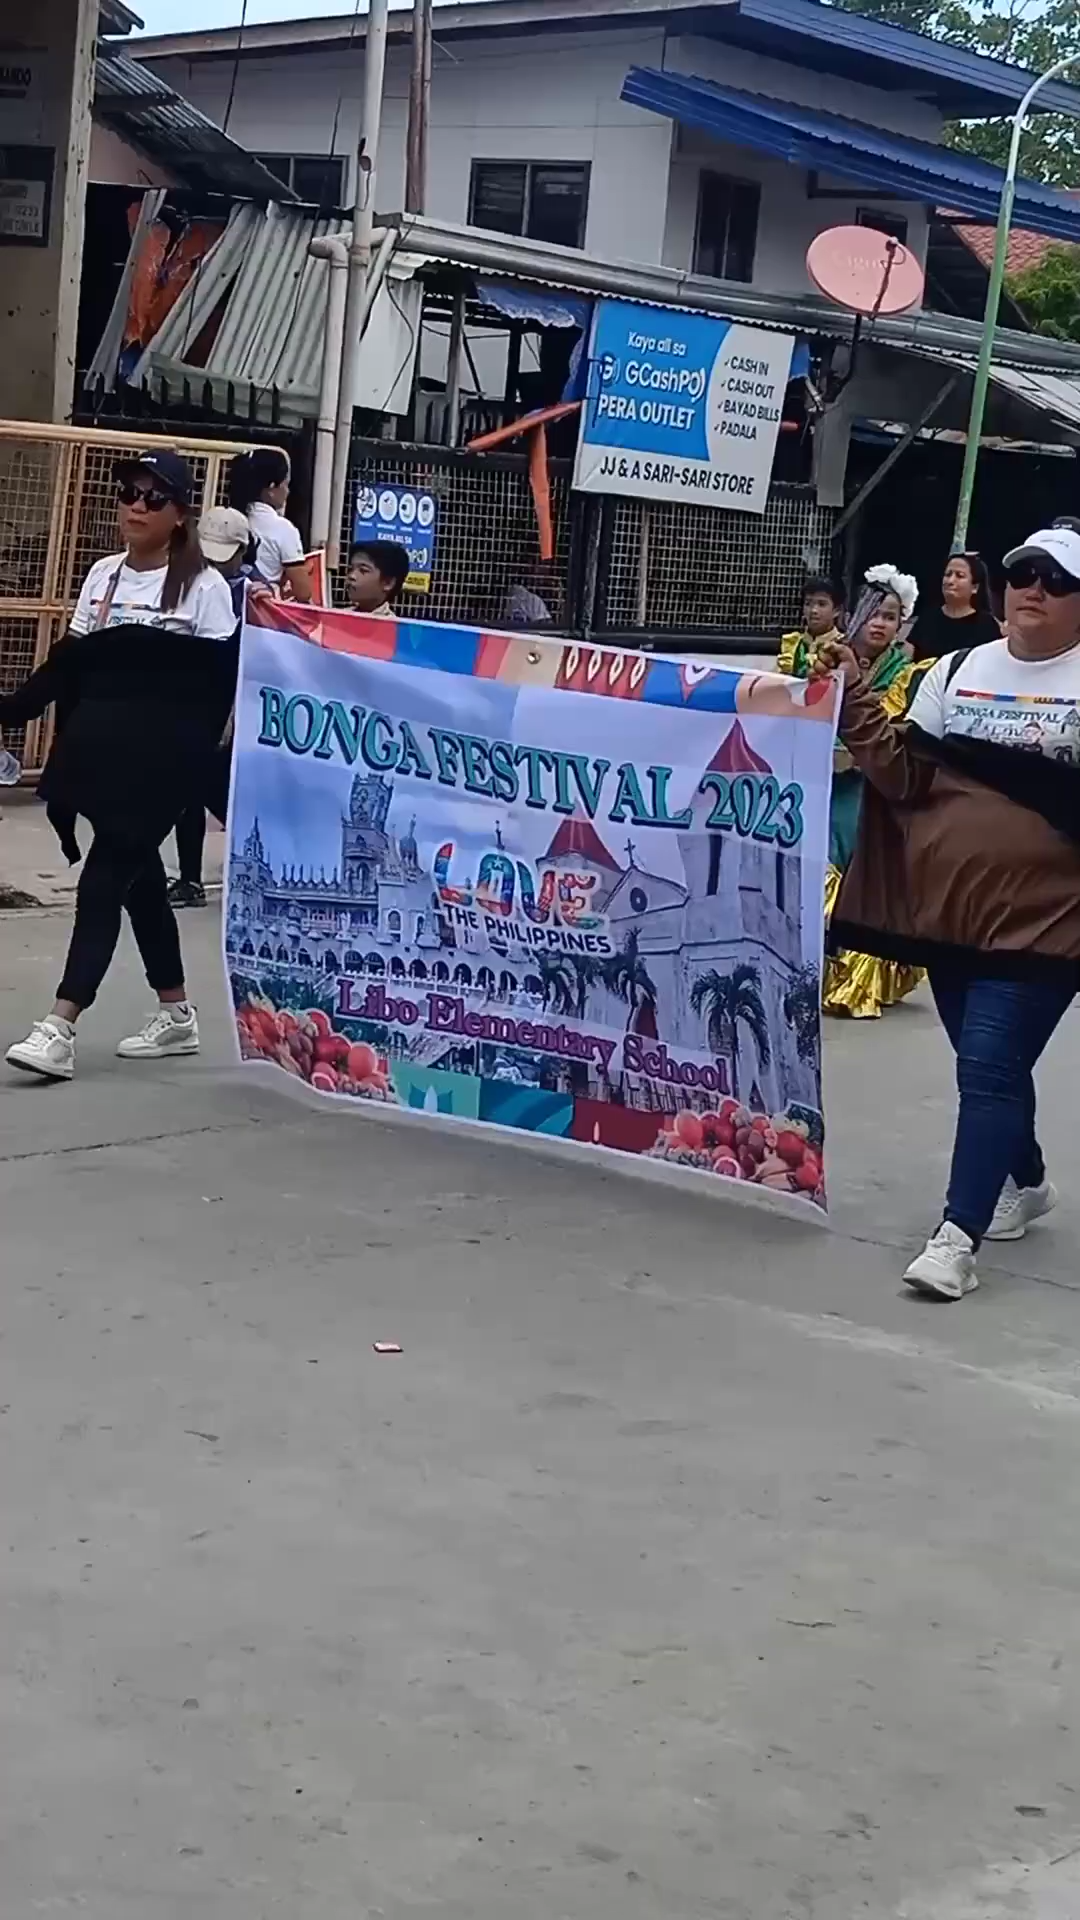 Kaya all sa
GCashPO
PERA OUTLET
✓CASH IN
✓CASH OUT
✓BAYAD BILLS
✓PADALA
JJ & A SARI-SARI STORE
BONGA FESTIVAL 2023
LOVE
THE PHILIPPINES
Libo Elementary School
BONGA FESTIVAL